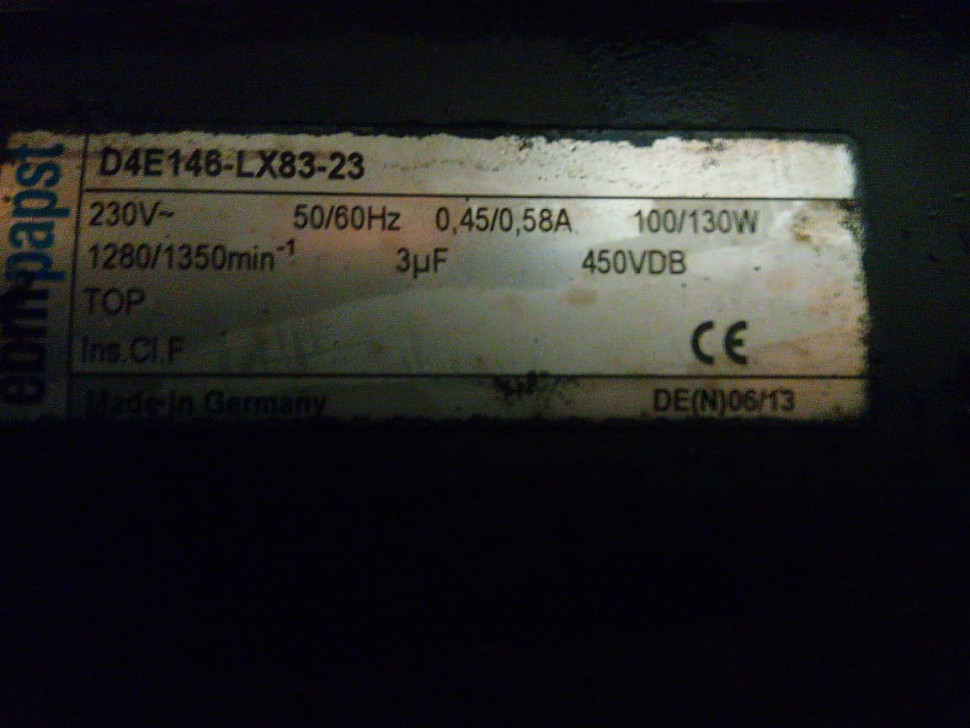 ebmpapst
D4E146-LX83-23
230V~ 50/60Hz 0,45/0,58A 100/130W
1280/1350min⁻¹ 3µF 450VDB
TOP
Ins.Cl.F CE
Made in Germany DE(N)06/13